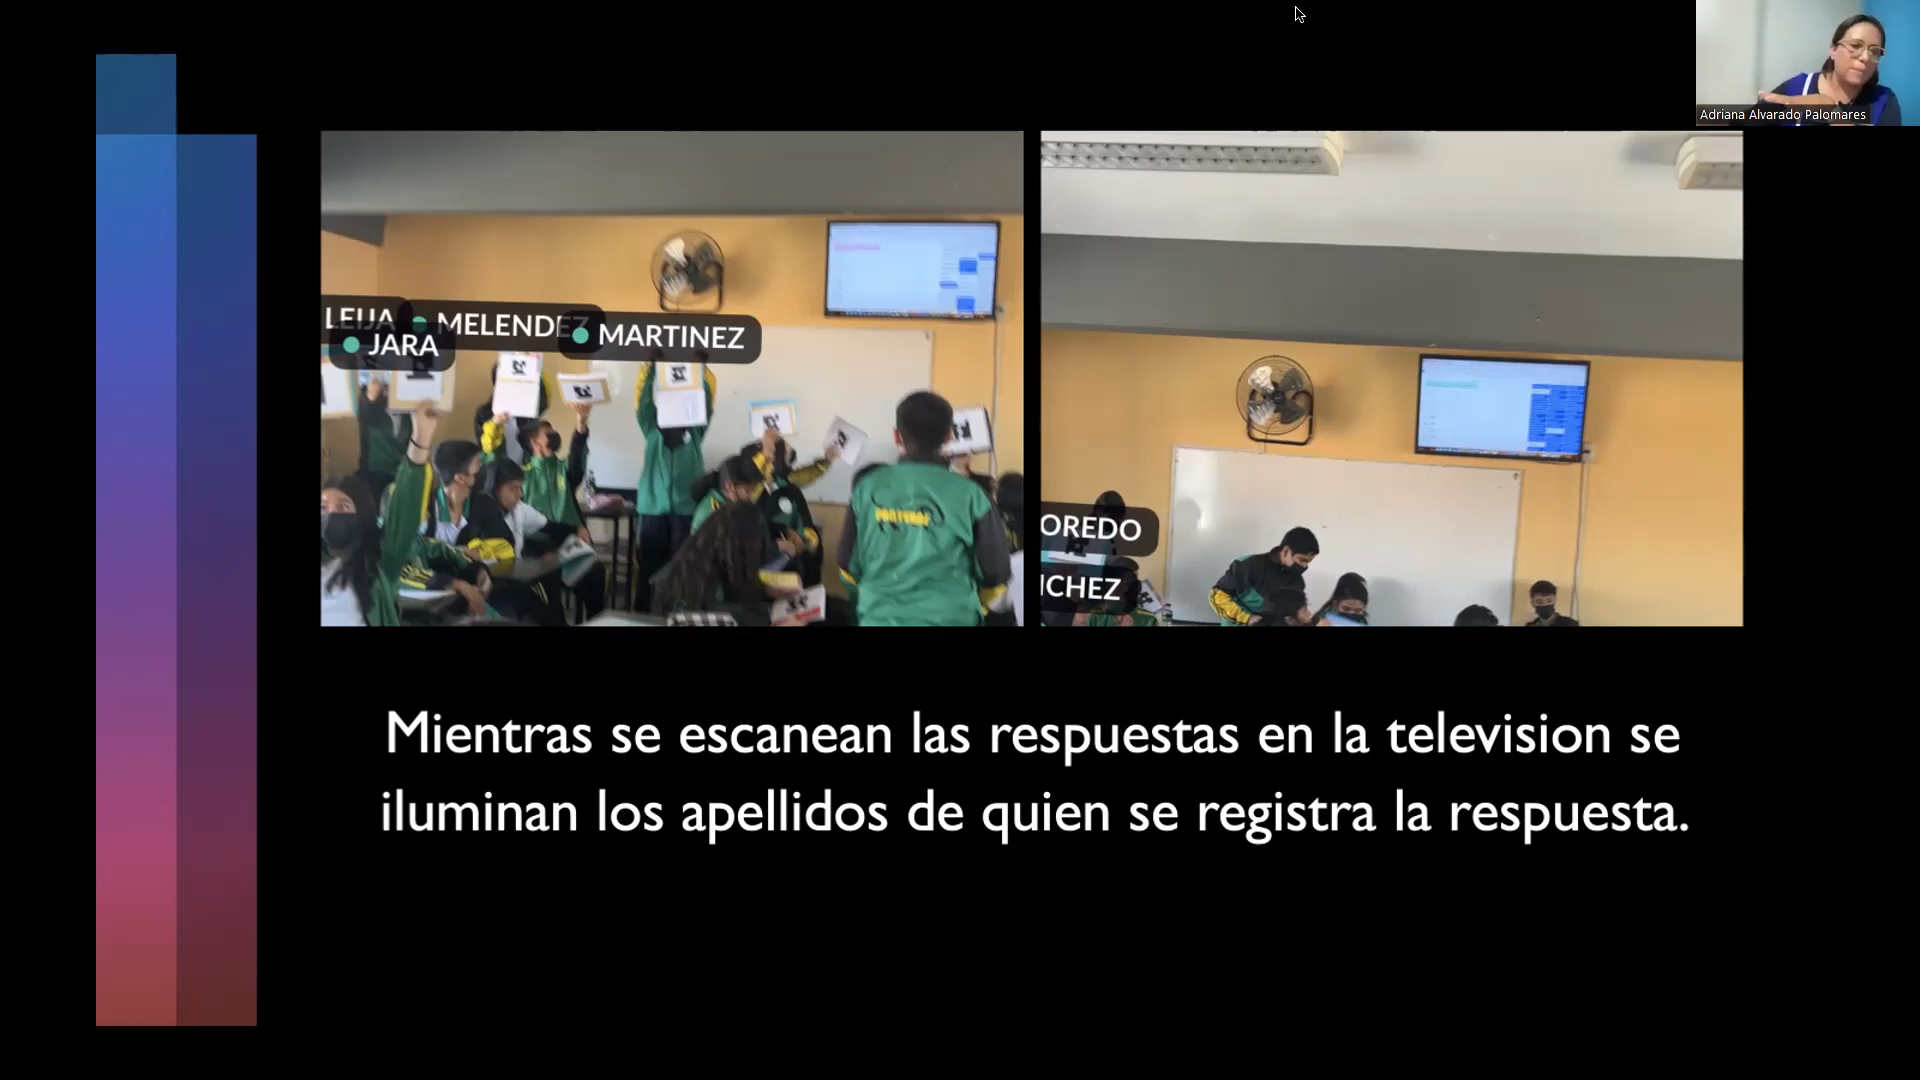 Adriana Alvarado Palomares
LEIJA
MELENDEZ
JARA
MARTINEZ
OREDO
ICHEZ
Mientras se escanean las respuestas en la television se
iluminan los apellidos de quien se registra la respuesta.